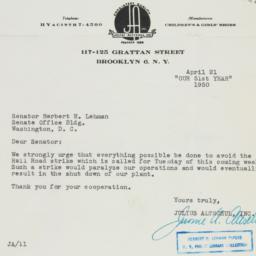 Telephone:
HYACINTH 7-4500
Manufacturers
CHILDREN'S & GIRLS' SHOES
117-125 GRATTAN STREET
BROOKLYN 6, N. Y.
April 21
"OUR 51st YEAR"
1950
Senator Herbert H. Lehman
Senate Office Bldg.
Washington, D. C.
Dear Senator:
We strongly urge that everything possible be done to avoid the
Rail Road strike which is called for Tuesday of this coming week.
Such a strike would paralyze our operations and would eventually
result in the shut down of our plant.
Thank you for your cooperation.
Yours truly,
JULIUS ALTSCHUL, INC.
JA/11
HERBERT H. LEHMAN PAPERS